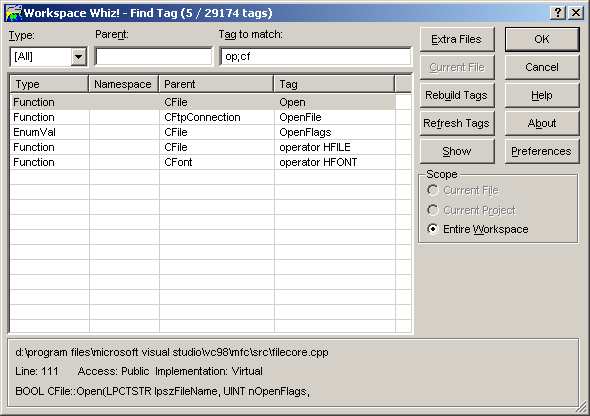 Workspace Whiz! - Find Tag (5 / 29174 tags)
Type: Parent: Tag to match:
[All] op;cf
Extra Files OK
Current File Cancel
Rebuild Tags Help
Refresh Tags About
Show Preferences
Type Namespace Parent Tag
Function CFile Open
Function CFtpConnection OpenFile
EnumVal CFile OpenFlags
Function CFile operator HFILE
Function CFont operator HFONT
Scope
Current File
Current Project
Entire Workspace
d:\program files\microsoft visual studio\vc98\mfc\src\filecore.cpp
Line: 111 Access: Public Implementation: Virtual
BOOL CFile::Open(LPCTSTR lpszFileName, UINT nOpenFlags,